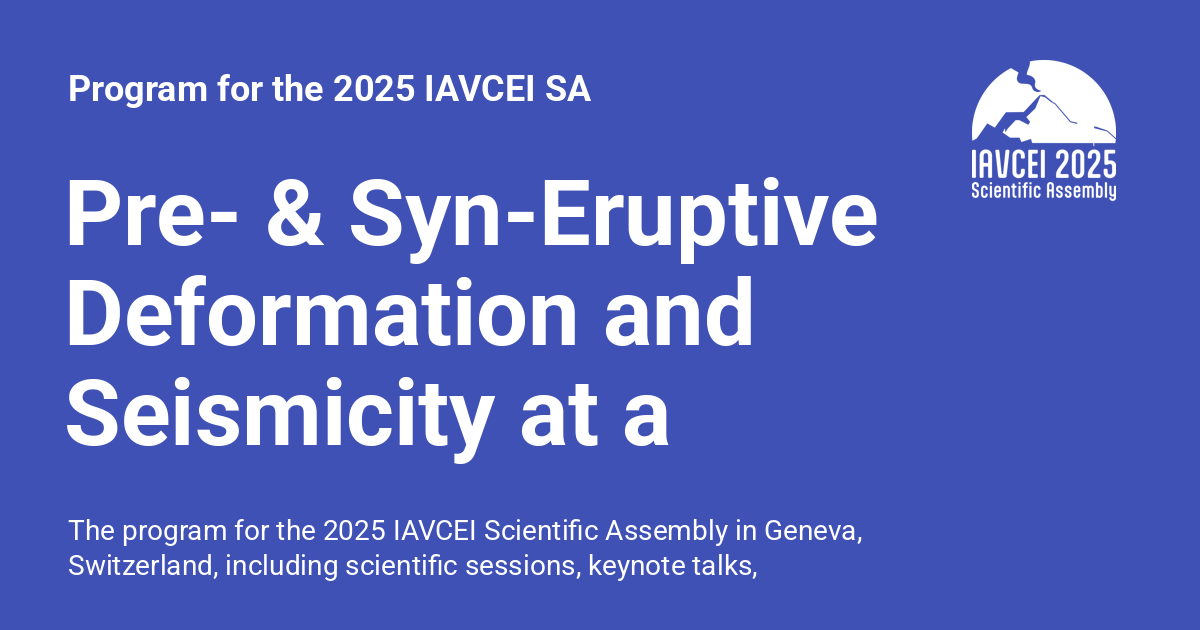 Program for the 2025 IAVCEI SA
IAVCEI 2025
Scientific Assembly
Pre- & Syn-Eruptive
Deformation and
Seismicity at a
The program for the 2025 IAVCEI Scientific Assembly in Geneva,
Switzerland, including scientific sessions, keynote talks,